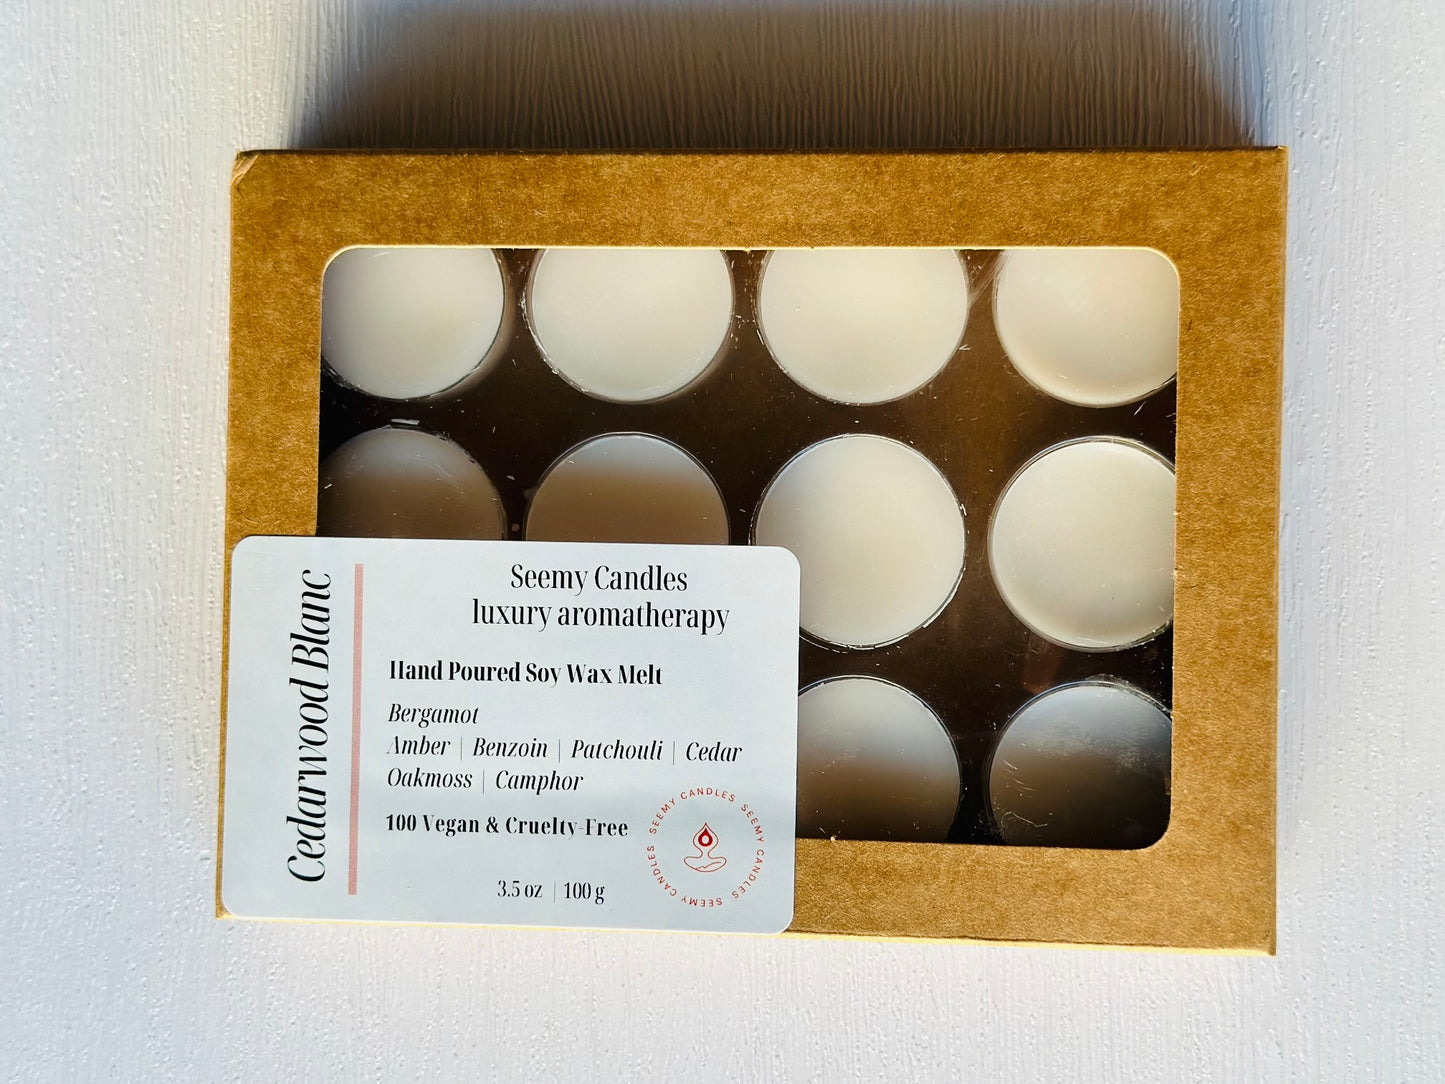 Cedarwood Blanc
Seemy Candles
luxury aromatherapy
Hand Poured Soy Wax Melt
Bergamot
Amber | Benzoin | Patchouli | Cedar
Oakmoss | Camphor
100 Vegan & Cruelty-Free
3.5 oz | 100 g
SEEMY CANDLES SEEMY CANDLES SEEMY CANDLES